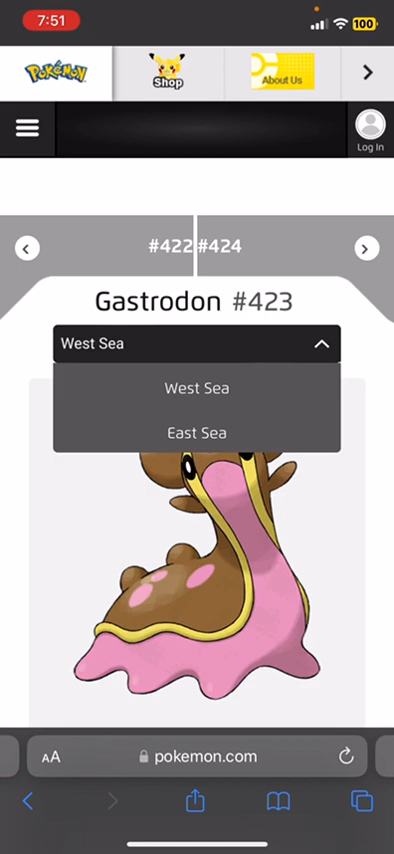 7:51
100
Pokémon
Shop
About Us
Log In
#422 #424
Gastrodon #423
West Sea
West Sea
East Sea
AA
pokemon.com